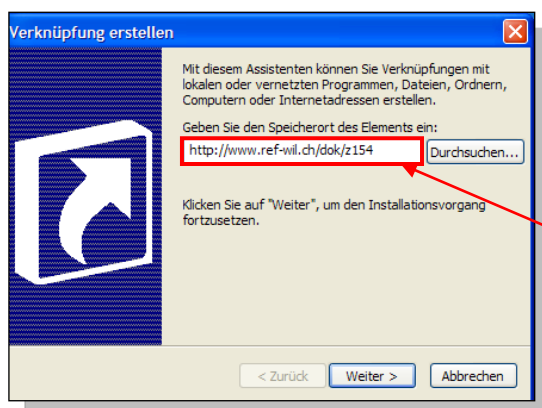 Verknüpfung erstellen
Mit diesem Assistenten können Sie Verknüpfungen mit
lokalen oder vernetzten Programmen, Dateien, Ordnern,
Computern oder Internetadressen erstellen.
Geben Sie den Speicherort des Elements ein:
http://www.ref-wil.ch/dok/z154
Durchsuchen...
Klicken Sie auf "Weiter", um den Installationsvorgang
fortzusetzen.
< Zurück Weiter > Abbrechen